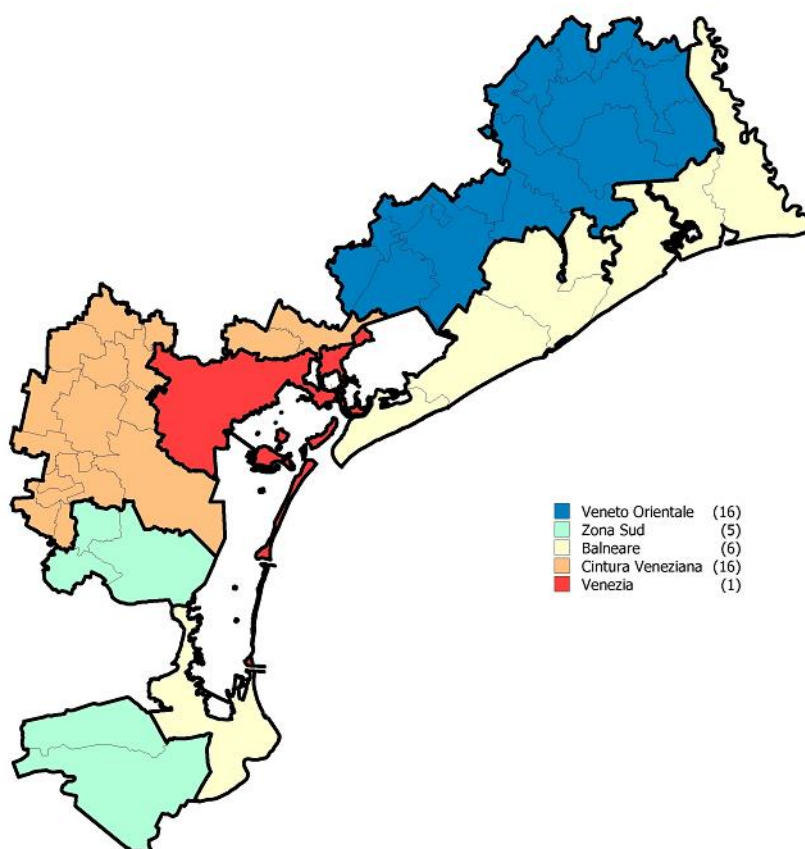 Veneto Orientale (16)
Zona Sud (5)
Balneare (6)
Cintura Veneziana (16)
Venezia (1)